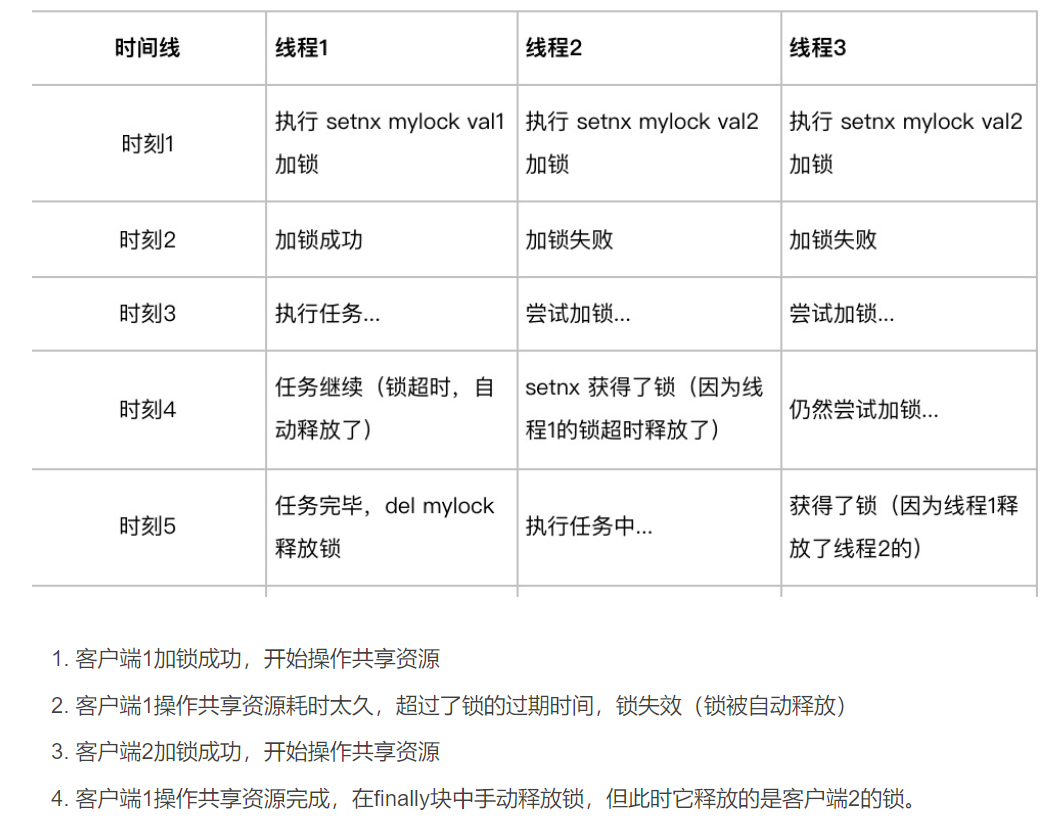 时间线 线程1 线程2 线程3
执行 setnx mylock val1 执行 setnx mylock val2 执行 setnx mylock val2
时刻1
加锁 加锁 加锁
时刻2 加锁成功 加锁失败 加锁失败
时刻3 执行任务... 尝试加锁... 尝试加锁...
任务继续（锁超时，自 setnx 获得了锁（因为线
时刻4 仍然尝试加锁...
动释放了） 程1的锁超时释放了）
任务完毕，del mylock 获得了锁（因为线程1释
时刻5 执行任务中...
释放锁 放了线程2的）
1. 客户端1加锁成功，开始操作共享资源
2. 客户端1操作共享资源耗时太久，超过了锁的过期时间，锁失效（锁被自动释放）
3. 客户端2加锁成功，开始操作共享资源
4. 客户端1操作共享资源完成，在finally块中手动释放锁，但此时它释放的是客户端2的锁。